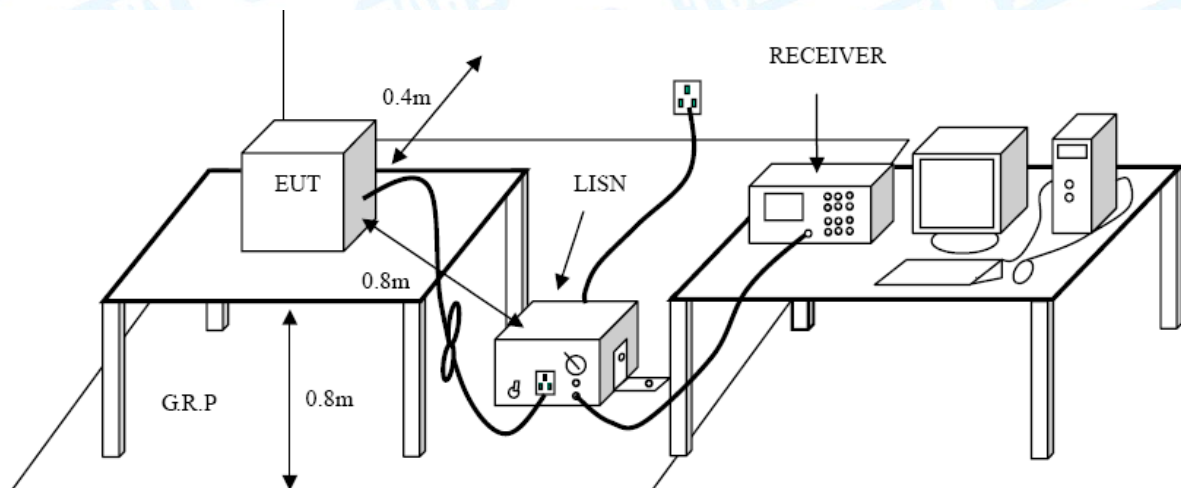 RECEIVER
0.4m
EUT
LISN
0.8m
G.R.P
0.8m